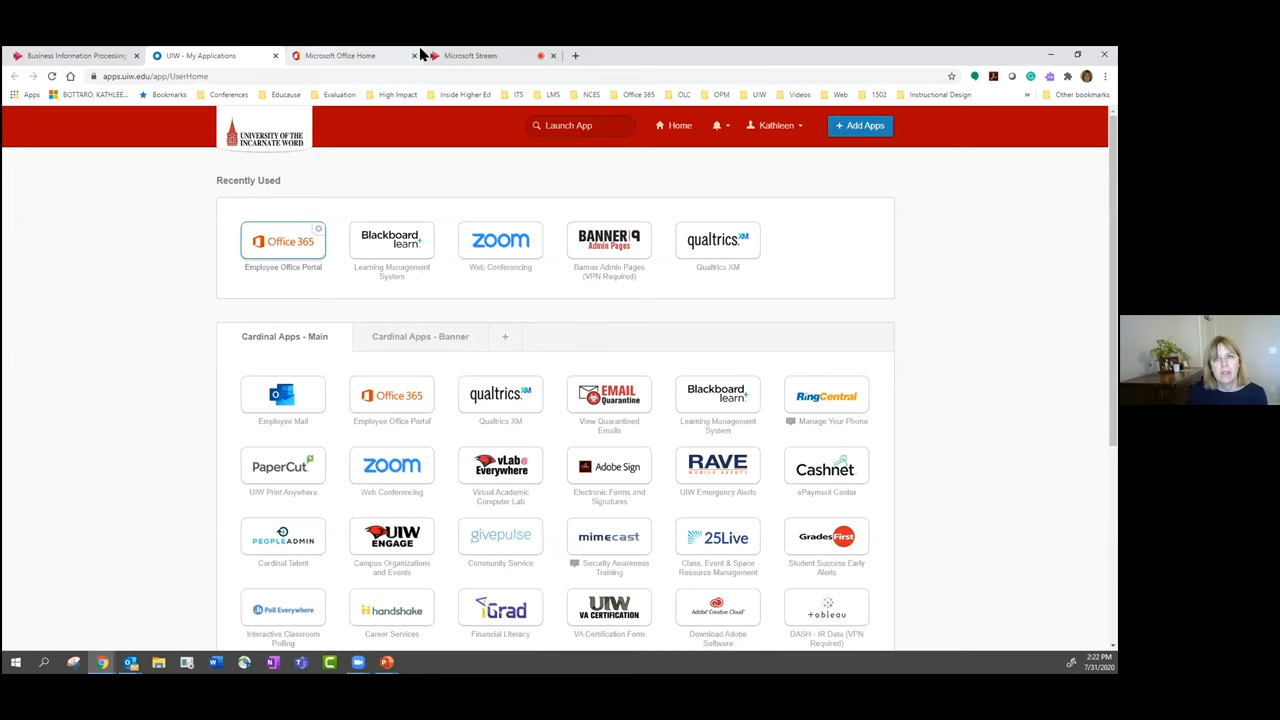 Business Information Processing
UIW - My Applications
Microsoft Office Home
Microsoft Stream
apps.uiw.edu/app/UserHome
Apps
BOTTARO, KATHLEE...
Bookmarks
Conferences
Educause
Evaluation
High Impact
Inside Higher Ed
ITS
LMS
NCES
Office 365
OLC
OPM
UIW
Videos
Web
1502
Instructional Design
Other bookmarks
UNIVERSITY OF THE
INCARNATE WORD
Launch App
Home
Kathleen
+ Add Apps
Recently Used
Office 365
Blackboard
learn+
zoom
BANNER 9
Admin Pages
qualtrics.XM
Employee Office Portal
Learning Management
System
Web Conferencing
Banner Admin Pages
(VPN Required)
Qualtrics XM
Cardinal Apps - Main
Cardinal Apps - Banner
+
Office 365
qualtrics.XM
EMAIL
Quarantine
Blackboard
learn+
RingCentral
Employee Mail
Employee Office Portal
Qualtrics XM
View Quarantined
Emails
Learning Management
System
Manage Your Phone
PaperCut
zoom
vLab@
Everywhere
Adobe Sign
RAVE
MOBILE SAFETY
Cashnet
UIW Print Anywhere
Web Conferencing
Virtual Academic
Computer Lab
Electronic Forms and
Signatures
UIW Emergency Alerts
ePayment Center
PEOPLEADMIN
UIW
ENGAGE
givepulse
mimecast
25Live
GradesFirst
Cardinal Talent
Campus Organizations
and Events
Community Service
Security Awareness
Training
Class, Event & Space
Resource Management
Student Success Early
Alerts
Poll Everywhere
handshake
iGrad
UIW
VA CERTIFICATION
Adobe Creative Cloud
+ableau
Interactive Classroom
Polling
Career Services
Financial Literacy
VA Certification Form
Download Adobe
Software
DASH - IR Data (VPN
Required)
2:22 PM
7/31/2020